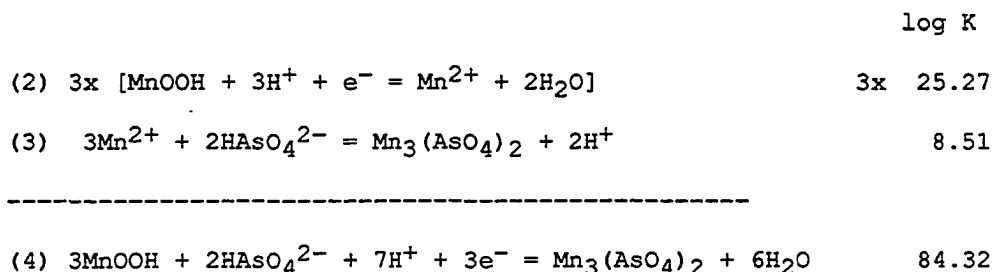 log K
(2) 3x [MnOOH + 3H⁺ + e⁻ = Mn²⁺ + 2H₂O] 3x 25.27
(3) 3Mn²⁺ + 2HAsO₄²⁻ = Mn₃(AsO₄)₂ + 2H⁺ 8.51
----------------------------------------------------
(4) 3MnOOH + 2HAsO₄²⁻ + 7H⁺ + 3e⁻ = Mn₃(AsO₄)₂ + 6H₂O 84.32